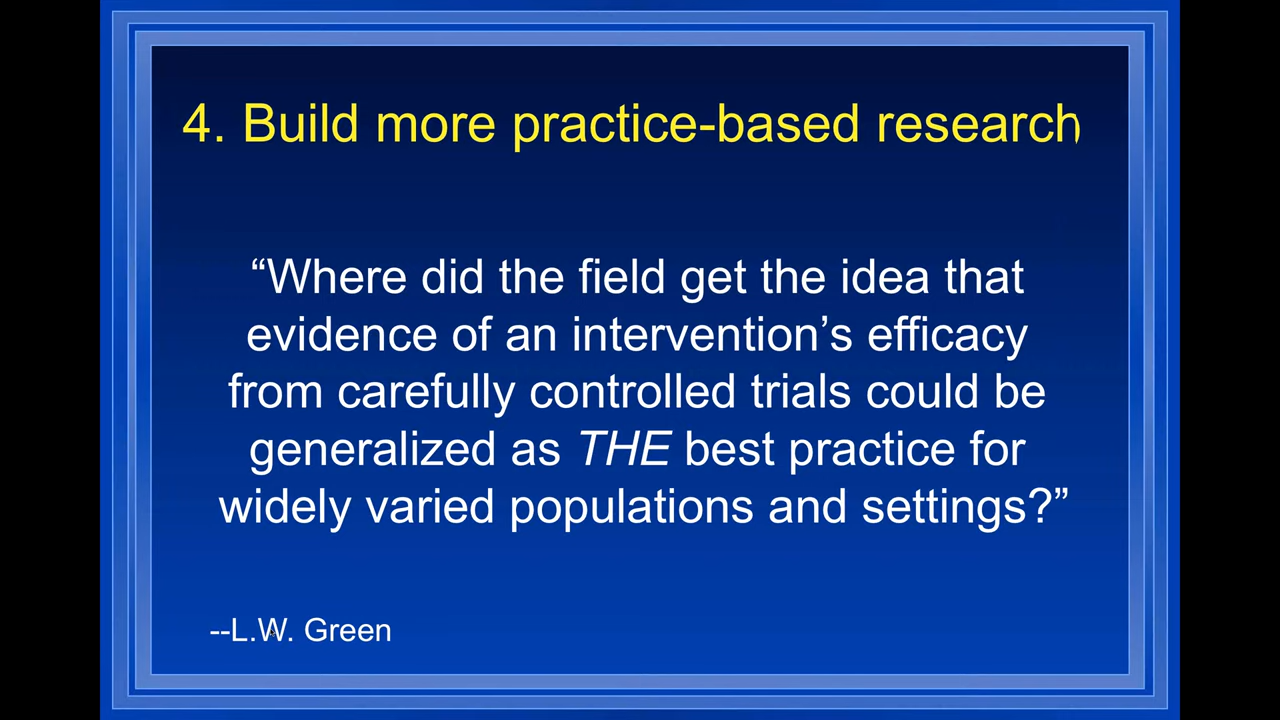 4. Build more practice-based research
“Where did the field get the idea that
evidence of an intervention’s efficacy
from carefully controlled trials could be
generalized as THE best practice for
widely varied populations and settings?”
--L.W. Green